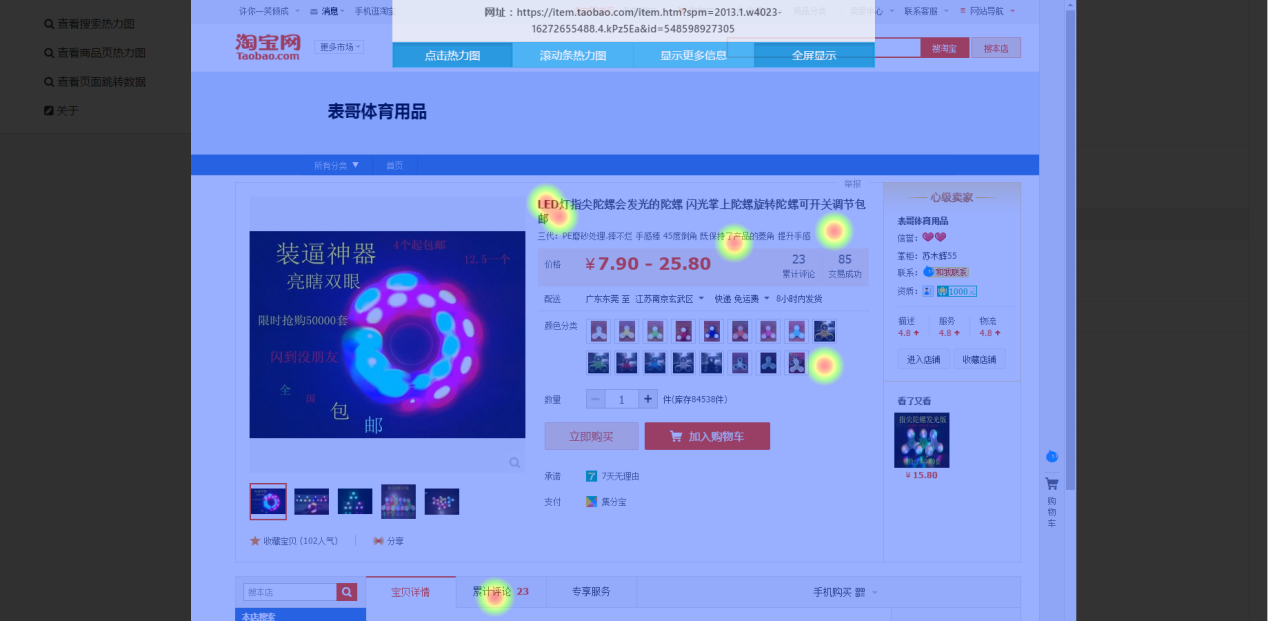 查看搜索热力图
查看商品页热力图
查看页面跳转数据
关于
消息
手机逛淘宝
网址：https://item.taobao.com/item.htm?spm=2013.1.w4023-
16272655488.4.kPz5Ea&id=548598927305
联系客服
网站导航
点击热力图
滚动条热力图
显示更多信息
全屏显示
淘宝网
Taobao.com
更多市场
搜淘宝
搜本店
表哥体育用品
所有分类
首页
举报
LED灯指尖陀螺会发光的陀螺 闪光掌上陀螺旋转陀螺可开关调节包
邮
三代：PE磨砂处理.摔不烂 手感棒 45度倒角 既保持了产品的菱角 提升手感
价格
¥7.90 - 25.80
23
累计评论
85
交易成功
配送
广东东莞 至 江苏南京玄武区
快递 免运费
8小时内发货
颜色分类
数量
1
件(库存84538件)
立即购买
加入购物车
承诺
7天无理由
支付
集分宝
装逼神器
4个起包邮
12.5一个
亮瞎双眼
限时抢购50000套
闪到没朋友
全
国
包
邮
收藏宝贝 (102人气)
分享
心级卖家
表哥体育用品
信誉：
掌柜：苏木辉55
联系：和我联系
资质：1000元
描述
服务
物流
4.8
4.8
4.8
进入店铺
收藏店铺
看了又看
指尖陀螺发光版
¥15.80
购
物
车
搜本店
宝贝详情
累计评论 23
专享服务
手机购买
本店搜索